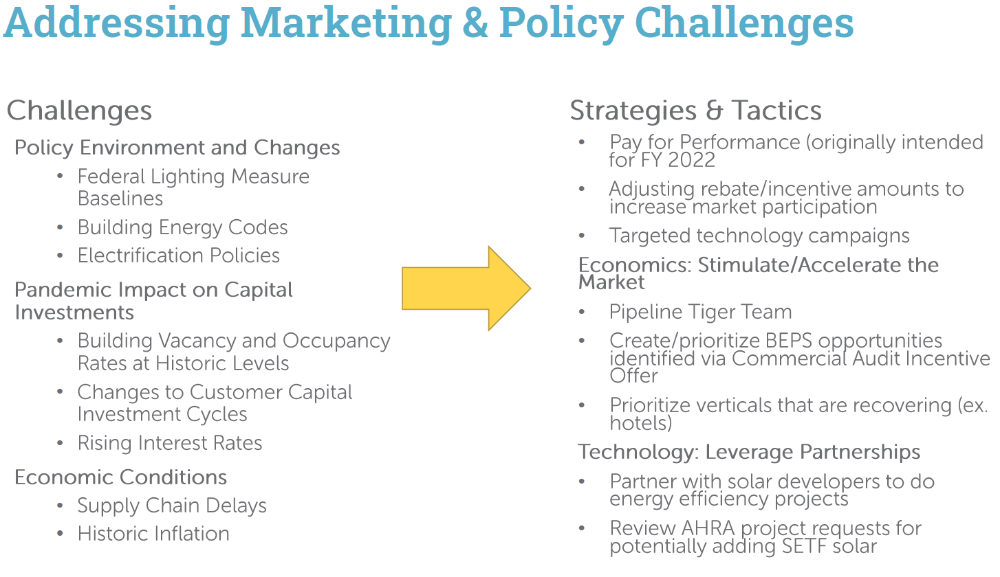 Addressing Marketing & Policy Challenges
Challenges
Policy Environment and Changes
• Federal Lighting Measure
Baselines
• Building Energy Codes
• Electrification Policies
Pandemic Impact on Capital
Investments
• Building Vacancy and Occupancy
Rates at Historic Levels
• Changes to Customer Capital
Investment Cycles
• Rising Interest Rates
Economic Conditions
• Supply Chain Delays
• Historic Inflation
Strategies & Tactics
• Pay for Performance (originally intended
for FY 2022
• Adjusting rebate/incentive amounts to
increase market participation
• Targeted technology campaigns
Economics: Stimulate/Accelerate the
Market
• Pipeline Tiger Team
• Create/prioritize BEPS opportunities
identified via Commercial Audit Incentive
Offer
• Prioritize verticals that are recovering (ex.
hotels)
Technology: Leverage Partnerships
• Partner with solar developers to do
energy efficiency projects
• Review AHRA project requests for
potentially adding SETF solar